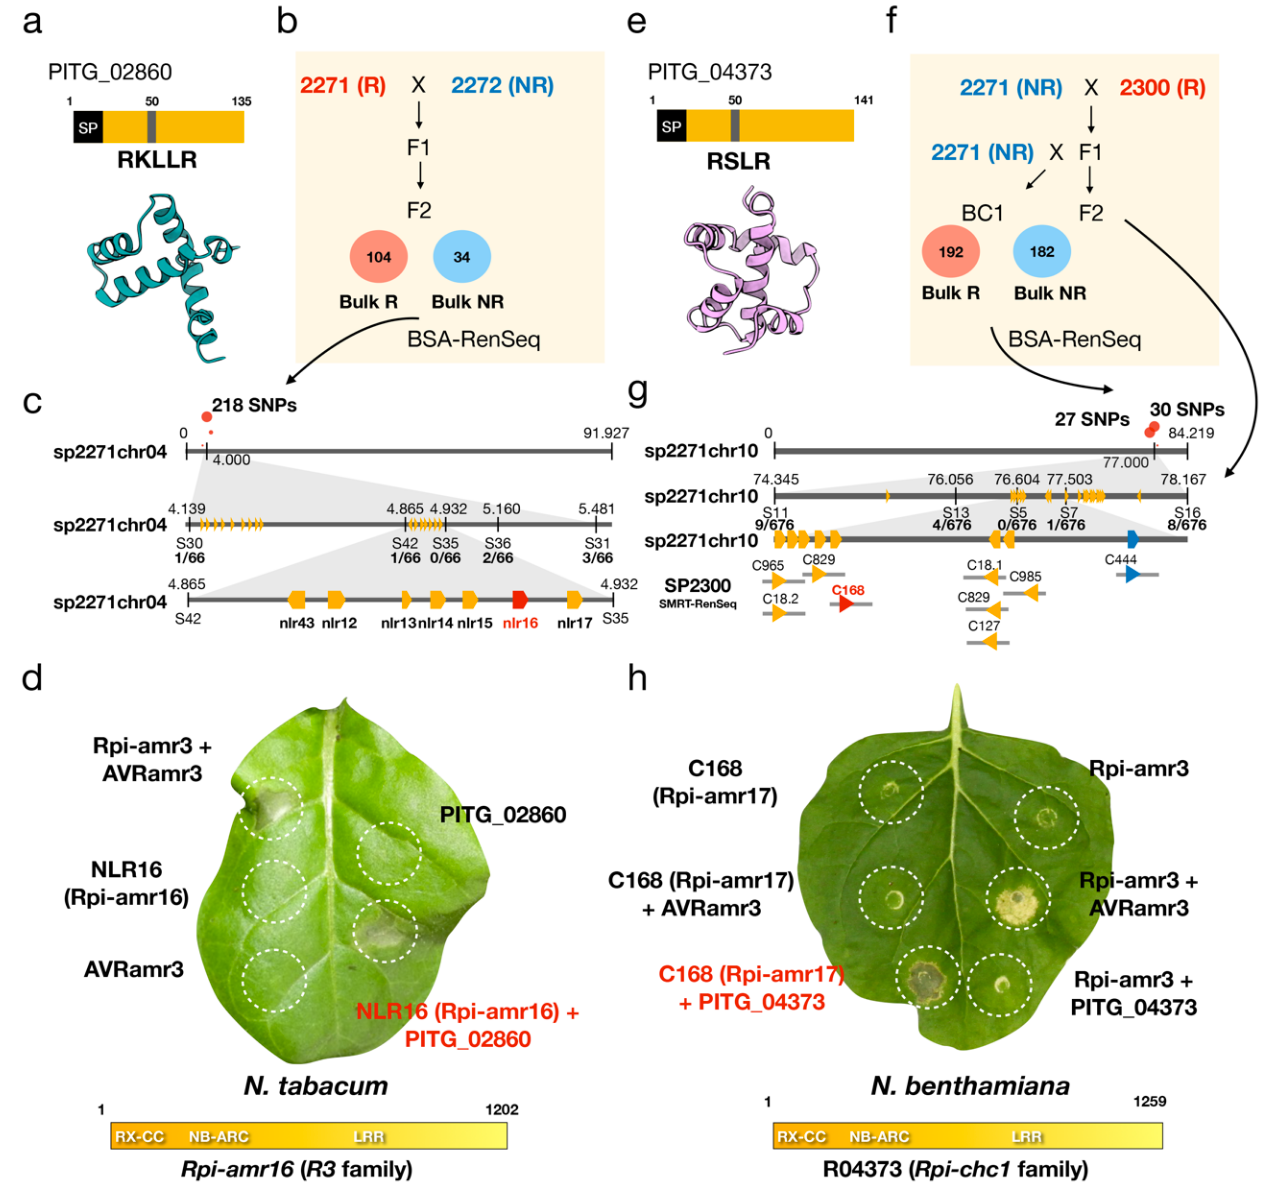 a
PITG_02860
1 50 135
SP
RKLLR
b
2271 (R) X 2272 (NR)
F1
F2
104 34
Bulk R Bulk NR
BSA-RenSeq
c
218 SNPs
0 91.927
sp2271chr04
4.000
4.139 4.865 4.932 5.160 5.481
sp2271chr04
S30 S42 S35 S36 S31
1/66 1/66 0/66 2/66 3/66
4.865 4.932
sp2271chr04
S42 S35
nlr43 nlr12 nlr13 nlr14 nlr15 nlr16 nlr17
d
Rpi-amr3 +
AVRamr3
PITG_02860
NLR16
(Rpi-amr16)
AVRamr3
NLR16 (Rpi-amr16) +
PITG_02860
N. tabacum
1 1202
RX-CC NB-ARC LRR
Rpi-amr16 (R3 family)
e
PITG_04373
1 50 141
SP
RSLR
f
2271 (NR) X 2300 (R)
2271 (NR) X F1
BC1 F2
192 182
Bulk R Bulk NR
BSA-RenSeq
g
27 SNPs 30 SNPs
0 84.219
sp2271chr10
77.000
74.345 76.056 76.604 77.503 78.167
sp2271chr10
S11 S13 S5 S7 S16
9/676 4/676 0/676 1/676 8/676
sp2271chr10
SP2300
SMRT-RenSeq
C965 C829 C18.1 C985 C444
C18.2 C168 C829
C127
h
C168
(Rpi-amr17)
Rpi-amr3
C168 (Rpi-amr17)
+ AVRamr3
Rpi-amr3 +
AVRamr3
C168 (Rpi-amr17)
+ PITG_04373
Rpi-amr3 +
PITG_04373
N. benthamiana
1 1259
RX-CC NB-ARC LRR
R04373 (Rpi-chc1 family)